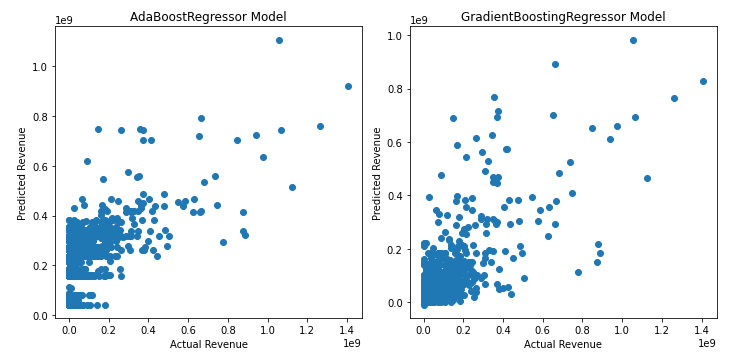 AdaBoostRegressor Model
1e9
1.0
0.8
0.6
0.4
0.2
0.0
Predicted Revenue
0.0 0.2 0.4 0.6 0.8 1.0 1.2 1.4
Actual Revenue
1e9
GradientBoostingRegressor Model
1e9
1.0
0.8
0.6
0.4
0.2
0.0
Predicted Revenue
0.0 0.2 0.4 0.6 0.8 1.0 1.2 1.4
Actual Revenue
1e9